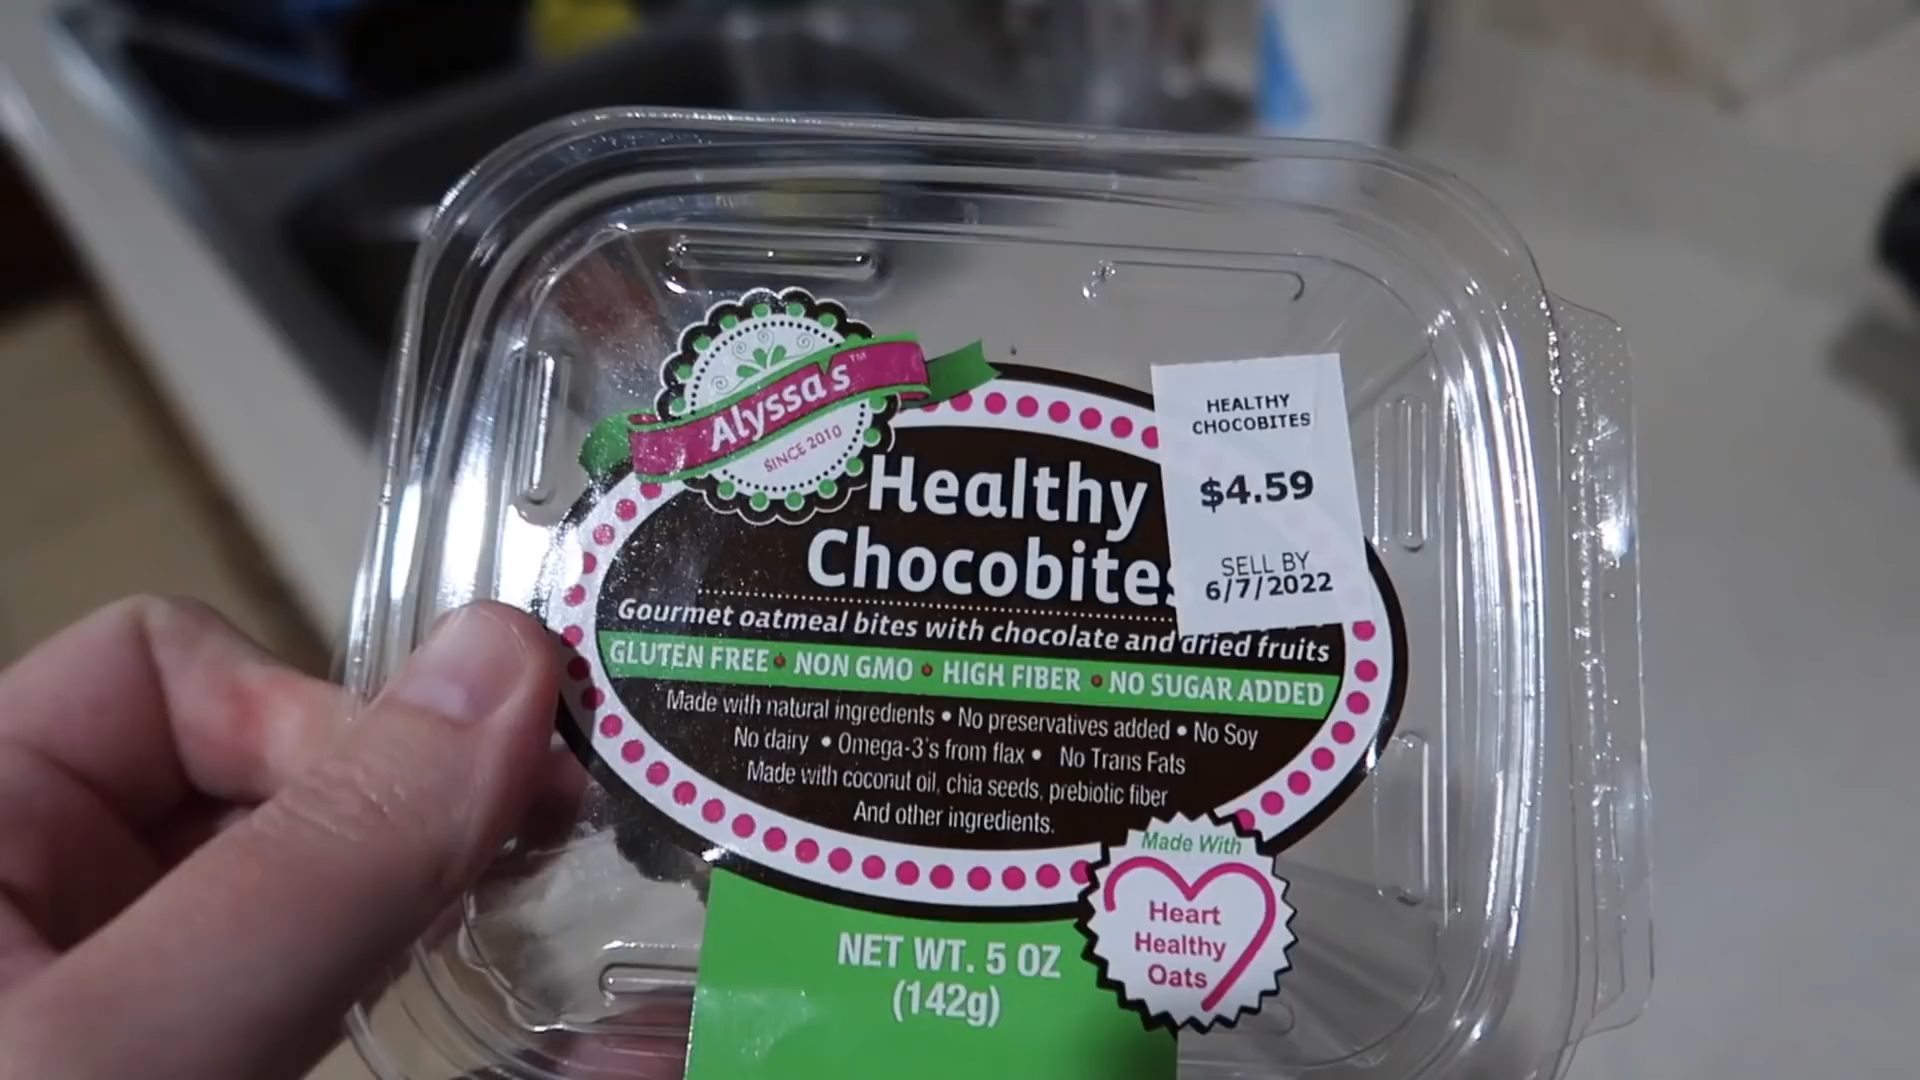 Alyssa's™
SINCE 2010
Healthy
Chocobites
Gourmet oatmeal bites with chocolate and dried fruits
GLUTEN FREE • NON GMO • HIGH FIBER • NO SUGAR ADDED
Made with natural ingredients • No preservatives added • No Soy
No dairy • Omega-3's from flax • No Trans Fats
Made with coconut oil, chia seeds, prebiotic fiber
And other ingredients.
HEALTHY
CHOCOBITES
$4.59
SELL BY
6/7/2022
Made With
Heart
Healthy
Oats
NET WT. 5 OZ
(142g)